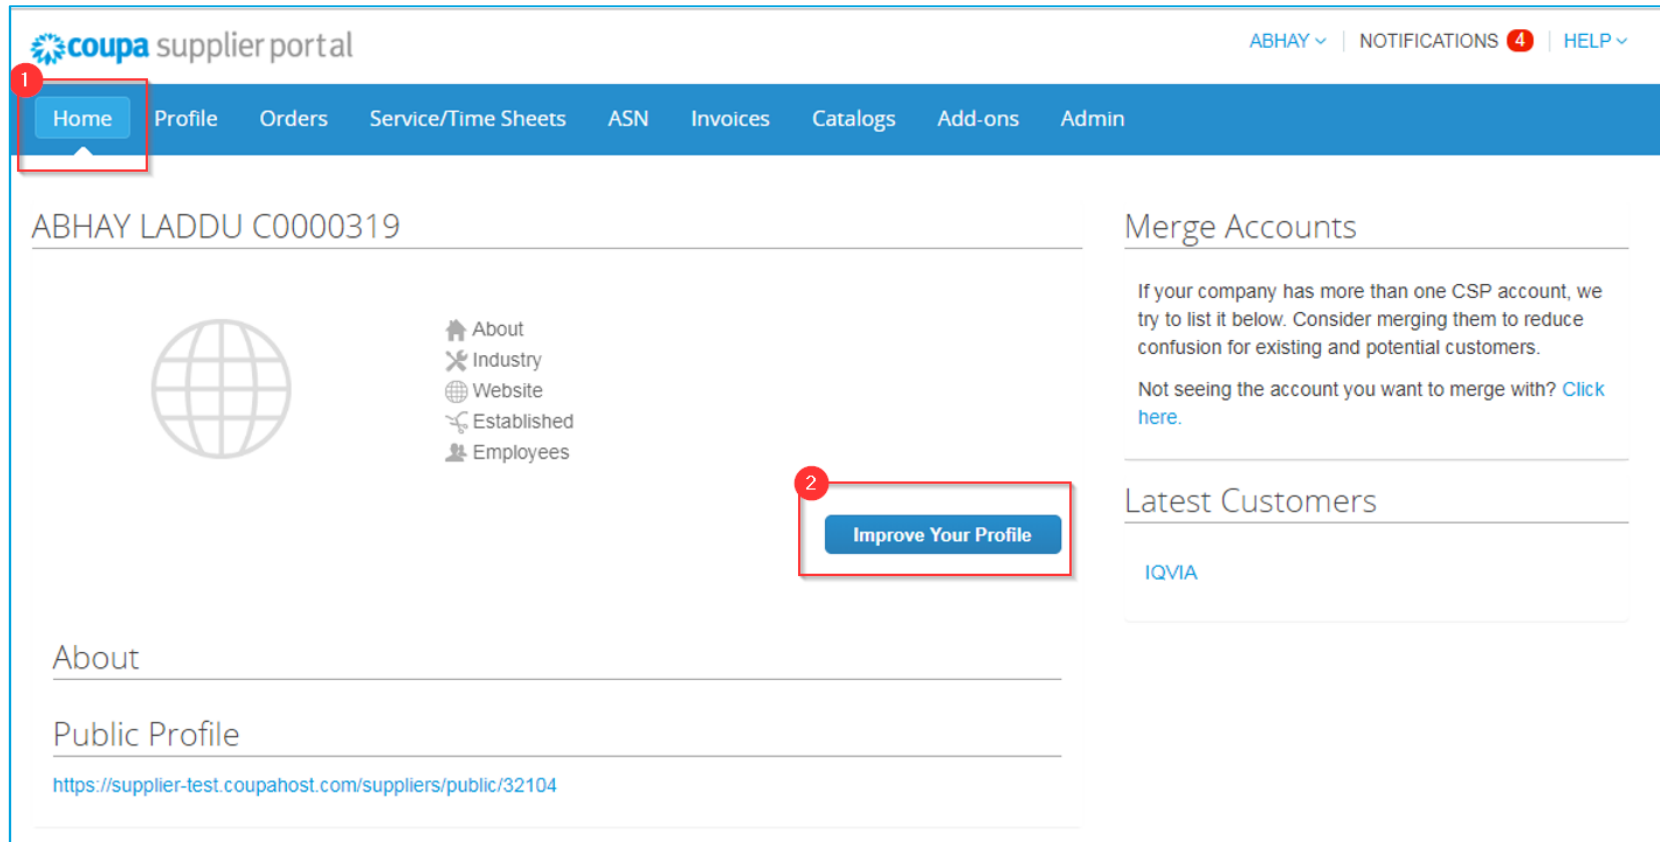 coupa supplier portal
ABHAY NOTIFICATIONS 4 HELP
1
Home Profile Orders Service/Time Sheets ASN Invoices Catalogs Add-ons Admin
ABHAY LADDU C0000319
About
Industry
Website
Established
Employees
2
Improve Your Profile
About
Public Profile
https://supplier-test.coupahost.com/suppliers/public/32104
Merge Accounts
If your company has more than one CSP account, we
try to list it below. Consider merging them to reduce
confusion for existing and potential customers.
Not seeing the account you want to merge with? Click
here.
Latest Customers
IQVIA